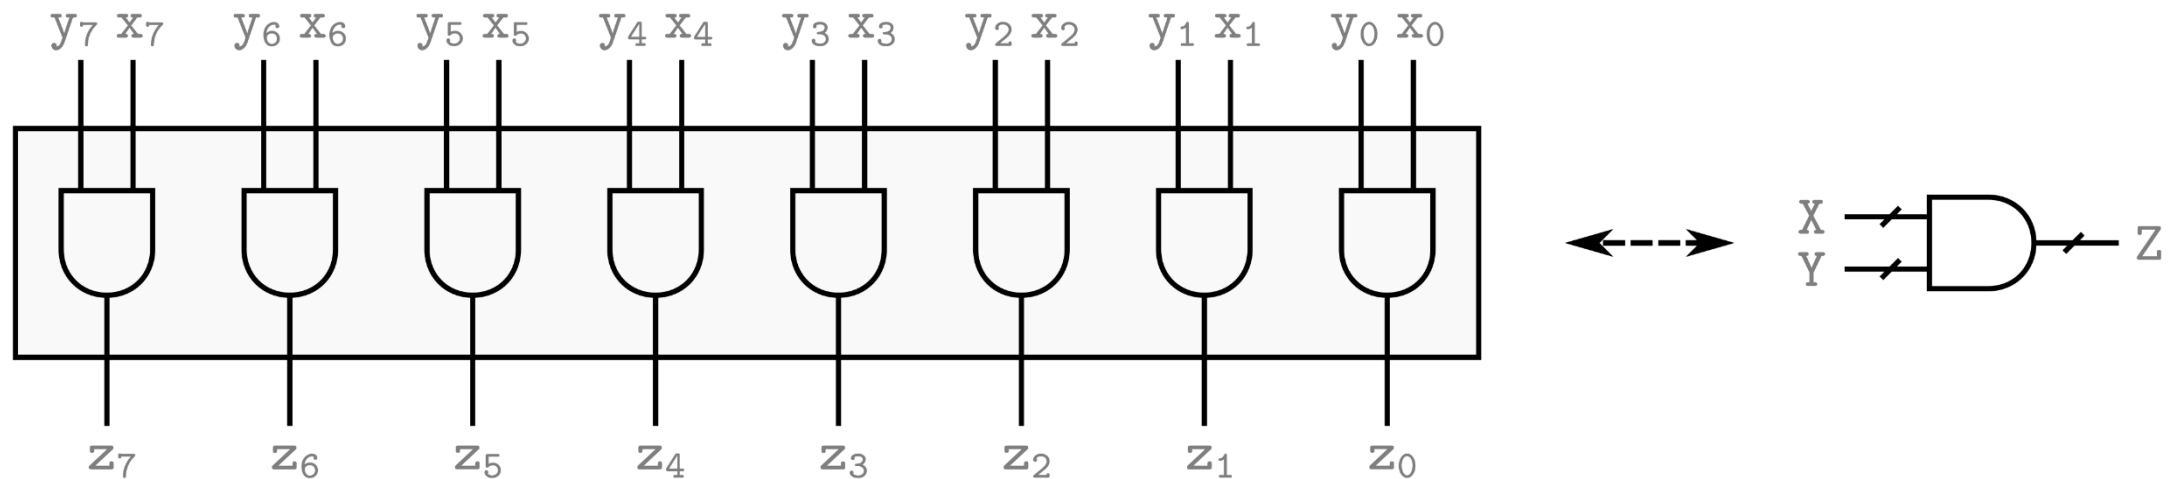 y₇ x₇ y₆ x₆ y₅ x₅ y₄ x₄ y₃ x₃ y₂ x₂ y₁ x₁ y₀ x₀
X
Y
Z
z₇ z₆ z₅ z₄ z₃ z₂ z₁ z₀